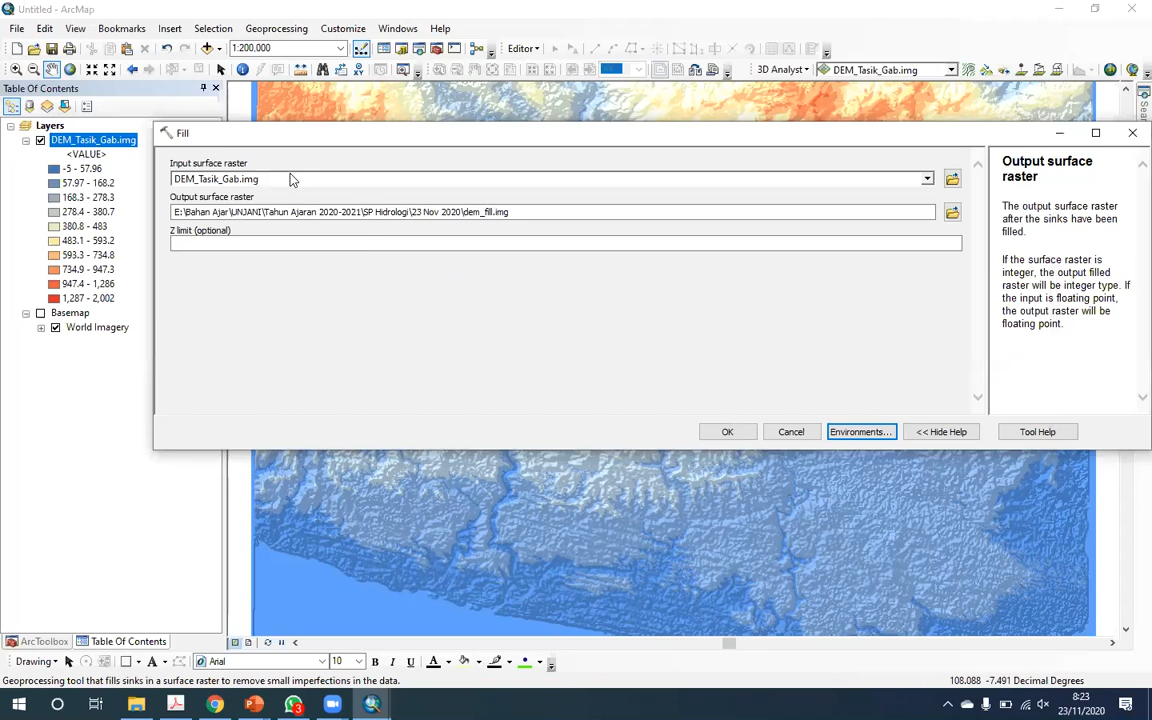 Untitled - ArcMap
File Edit View Bookmarks Insert Selection Geoprocessing Customize Windows Help
1:200,000
Editor
3D Analyst
DEM_Tasik_Gab.img
Table Of Contents
Layers
DEM_Tasik_Gab.img
<VALUE>
-5 - 57.96
57.97 - 168.2
168.3 - 278.3
278.4 - 380.7
380.8 - 483
483.1 - 593.2
593.3 - 734.8
734.9 - 947.3
947.4 - 1,286
1,287 - 2,002
Basemap
World Imagery
Fill
Input surface raster
DEM_Tasik_Gab.img
Output surface raster
E:\Bahan Ajar\UNJANI\Tahun Ajaran 2020-2021\SP Hidrologi\23 Nov 2020\dem_fill.img
Z limit (optional)
OK
Cancel
Environments...
<< Hide Help
Tool Help
Output surface
raster
The output surface raster
after the sinks have been
filled.
If the surface raster is
integer, the output filled
raster will be integer type. If
the input is floating point,
the output raster will be
floating point.
Sear
ArcToolbox
Table Of Contents
Drawing
Arial
10
B I U A
Geoprocessing tool that fills sinks in a surface raster to remove small imperfections in the data.
108.088 -7.491 Decimal Degrees
8:23
23/11/2020